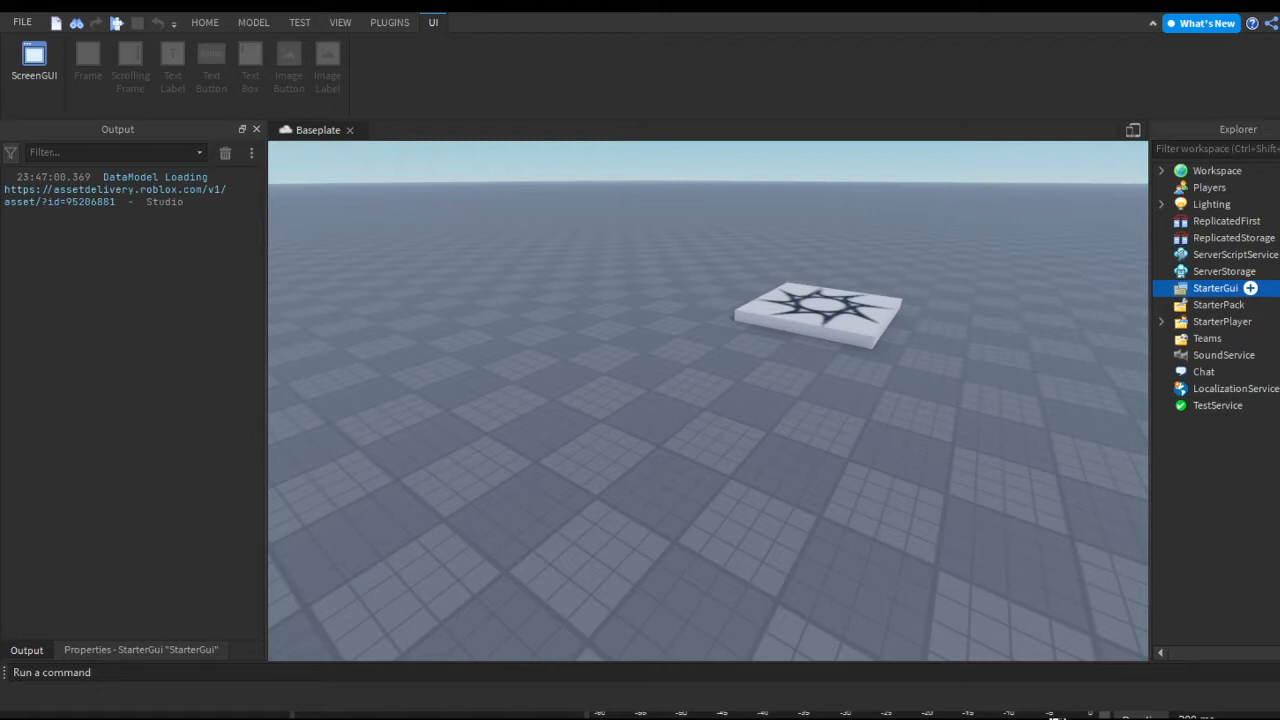 FILE
HOME
MODEL
TEST
VIEW
PLUGINS
UI
What's New
ScreenGUI
Frame
Scrolling
Frame
Text
Label
Text
Button
Text
Box
Image
Button
Image
Label
Output
Filter...
23:47:00.369 DataModel Loading
https://assetdelivery.roblox.com/v1/
asset/?id=95206881 - Studio
Baseplate
Explorer
Filter workspace (Ctrl+Shift+
Workspace
Players
Lighting
ReplicatedFirst
ReplicatedStorage
ServerScriptService
ServerStorage
StarterGui
StarterPack
StarterPlayer
Teams
SoundService
Chat
LocalizationService
TestService
Output
Properties - StarterGui "StarterGui"
Run a command